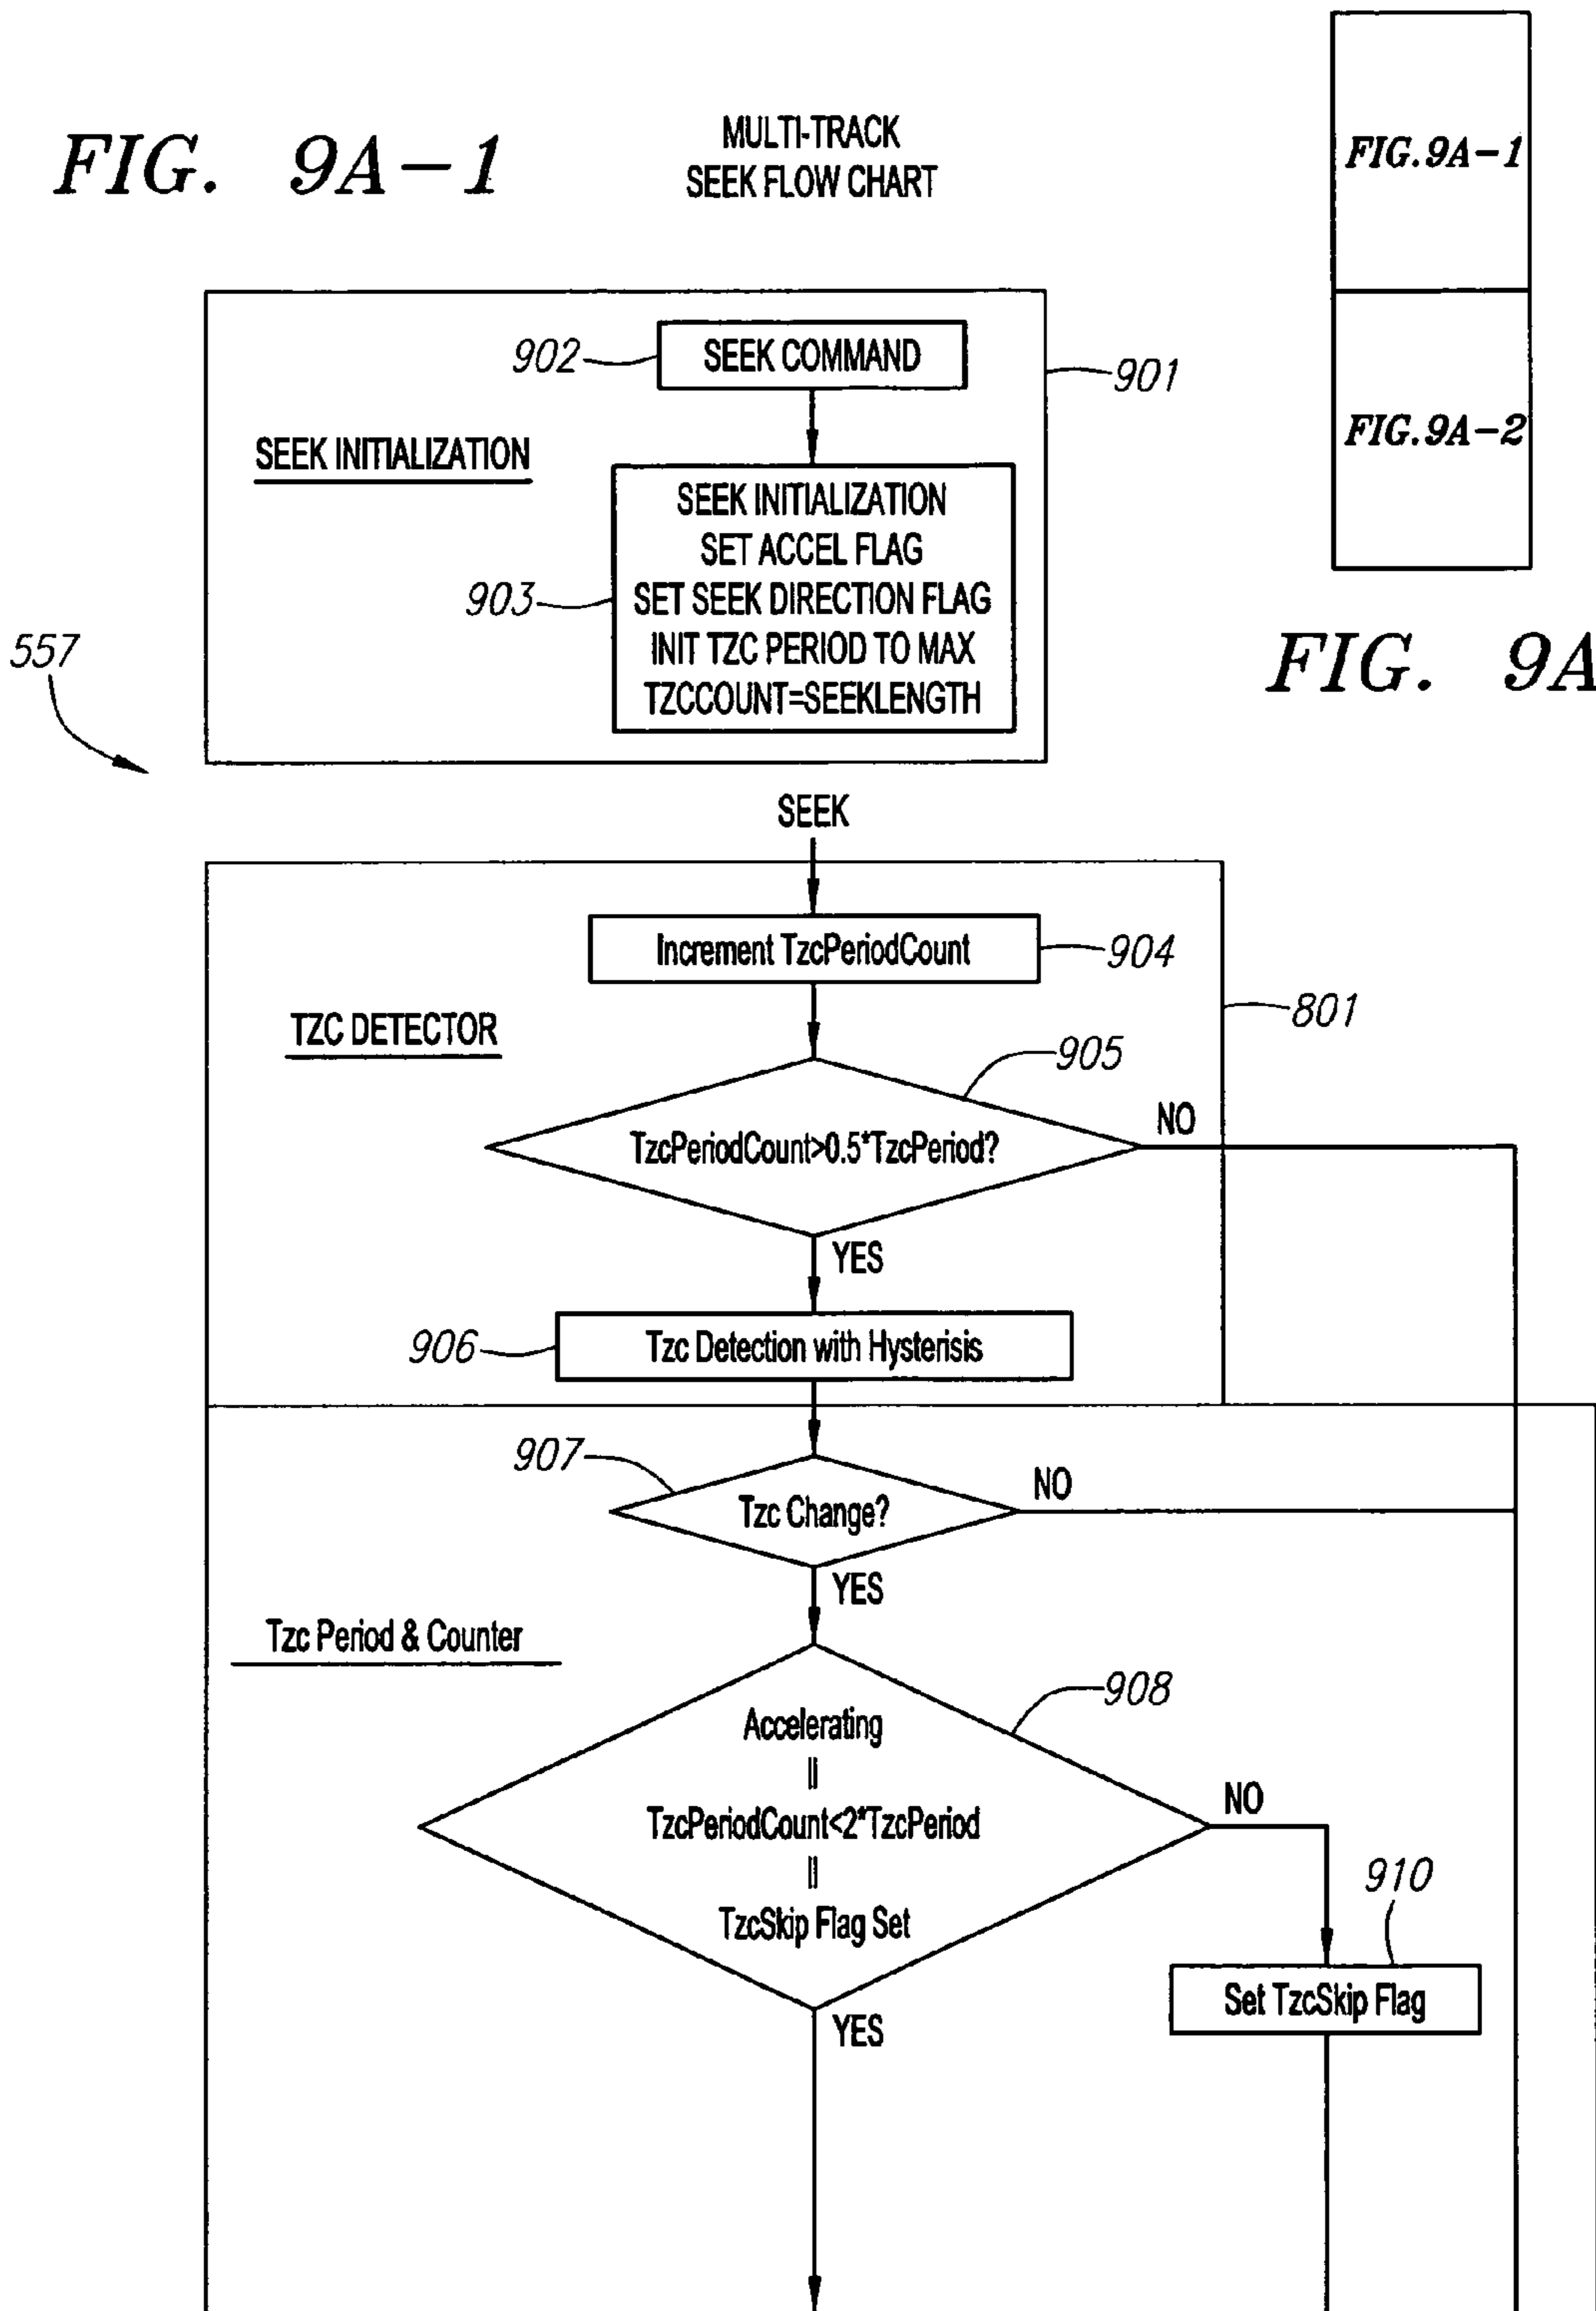 FIG. 9A-1
MULTI-TRACK
SEEK FLOW CHART
FIG.9A-1
FIG.9A-2
FIG. 9A
902
SEEK COMMAND
901
SEEK INITIALIZATION
903
SEEK INITIALIZATION
SET ACCEL FLAG
SET SEEK DIRECTION FLAG
INIT TZC PERIOD TO MAX
TZCCOUNT=SEEKLENGTH
557
SEEK
Increment TzcPeriodCount
904
801
TZC DETECTOR
905
TzcPeriodCount>0.5*TzcPeriod?
NO
YES
906
Tzc Detection with Hysterisis
907
Tzc Change?
NO
YES
Tzc Period & Counter
908
Accelerating
||
TzcPeriodCount<2*TzcPeriod
||
TzcSkip Flag Set
NO
910
Set TzcSkip Flag
YES